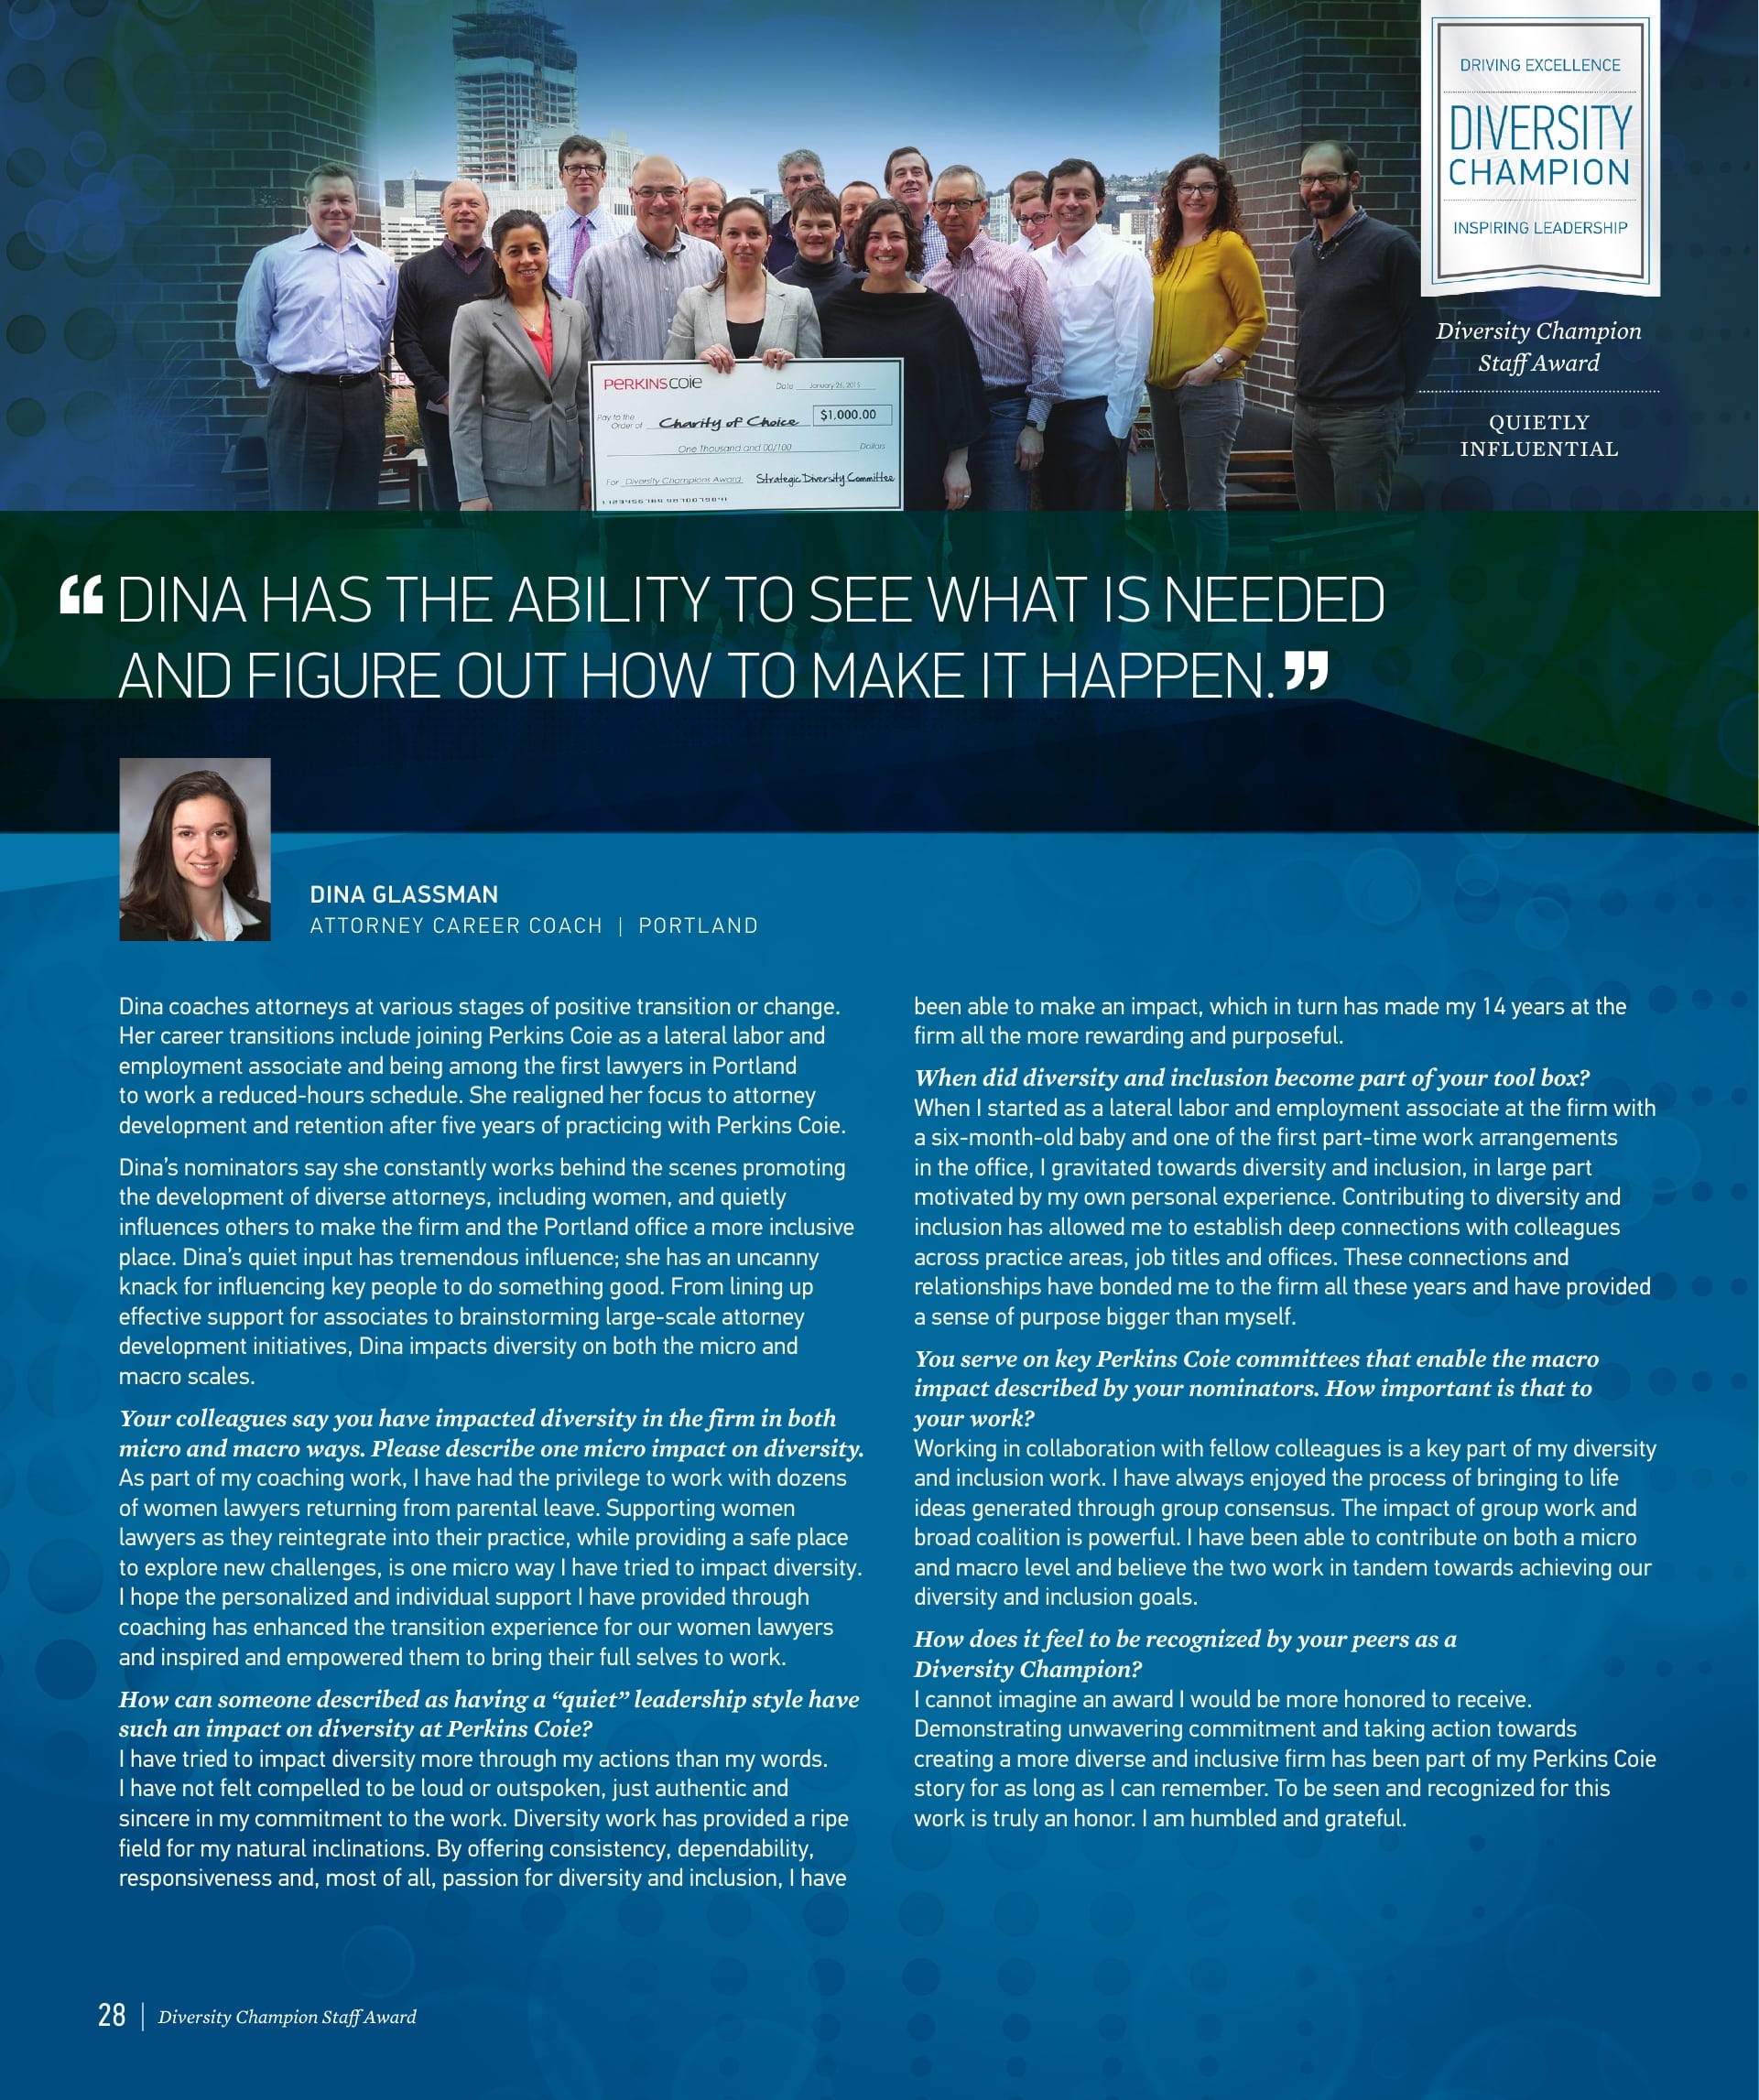 DRIVING EXCELLENCE
DIVERSITY
CHAMPION
INSPIRING LEADERSHIP
Diversity Champion
Staff Award
QUIETLY
INFLUENTIAL
PERKINSCOIE
Date January 26, 2015
Pay to the
Order of Charity of Choice $1,000.00
One Thousand and 00/100 Dollars
For Diversity Champions Award Strategic Diversity Committee
“DINA HAS THE ABILITY TO SEE WHAT IS NEEDED
AND FIGURE OUT HOW TO MAKE IT HAPPEN.”
DINA GLASSMAN
ATTORNEY CAREER COACH | PORTLAND
Dina coaches attorneys at various stages of positive transition or change.
Her career transitions include joining Perkins Coie as a lateral labor and
employment associate and being among the first lawyers in Portland
to work a reduced-hours schedule. She realigned her focus to attorney
development and retention after five years of practicing with Perkins Coie.
Dina’s nominators say she constantly works behind the scenes promoting
the development of diverse attorneys, including women, and quietly
influences others to make the firm and the Portland office a more inclusive
place. Dina’s quiet input has tremendous influence; she has an uncanny
knack for influencing key people to do something good. From lining up
effective support for associates to brainstorming large-scale attorney
development initiatives, Dina impacts diversity on both the micro and
macro scales.
Your colleagues say you have impacted diversity in the firm in both
micro and macro ways. Please describe one micro impact on diversity.
As part of my coaching work, I have had the privilege to work with dozens
of women lawyers returning from parental leave. Supporting women
lawyers as they reintegrate into their practice, while providing a safe place
to explore new challenges, is one micro way I have tried to impact diversity.
I hope the personalized and individual support I have provided through
coaching has enhanced the transition experience for our women lawyers
and inspired and empowered them to bring their full selves to work.
How can someone described as having a “quiet” leadership style have
such an impact on diversity at Perkins Coie?
I have tried to impact diversity more through my actions than my words.
I have not felt compelled to be loud or outspoken, just authentic and
sincere in my commitment to the work. Diversity work has provided a ripe
field for my natural inclinations. By offering consistency, dependability,
responsiveness and, most of all, passion for diversity and inclusion, I have
been able to make an impact, which in turn has made my 14 years at the
firm all the more rewarding and purposeful.
When did diversity and inclusion become part of your tool box?
When I started as a lateral labor and employment associate at the firm with
a six-month-old baby and one of the first part-time work arrangements
in the office, I gravitated towards diversity and inclusion, in large part
motivated by my own personal experience. Contributing to diversity and
inclusion has allowed me to establish deep connections with colleagues
across practice areas, job titles and offices. These connections and
relationships have bonded me to the firm all these years and have provided
a sense of purpose bigger than myself.
You serve on key Perkins Coie committees that enable the macro
impact described by your nominators. How important is that to
your work?
Working in collaboration with fellow colleagues is a key part of my diversity
and inclusion work. I have always enjoyed the process of bringing to life
ideas generated through group consensus. The impact of group work and
broad coalition is powerful. I have been able to contribute on both a micro
and macro level and believe the two work in tandem towards achieving our
diversity and inclusion goals.
How does it feel to be recognized by your peers as a
Diversity Champion?
I cannot imagine an award I would be more honored to receive.
Demonstrating unwavering commitment and taking action towards
creating a more diverse and inclusive firm has been part of my Perkins Coie
story for as long as I can remember. To be seen and recognized for this
work is truly an honor. I am humbled and grateful.
28 | Diversity Champion Staff Award